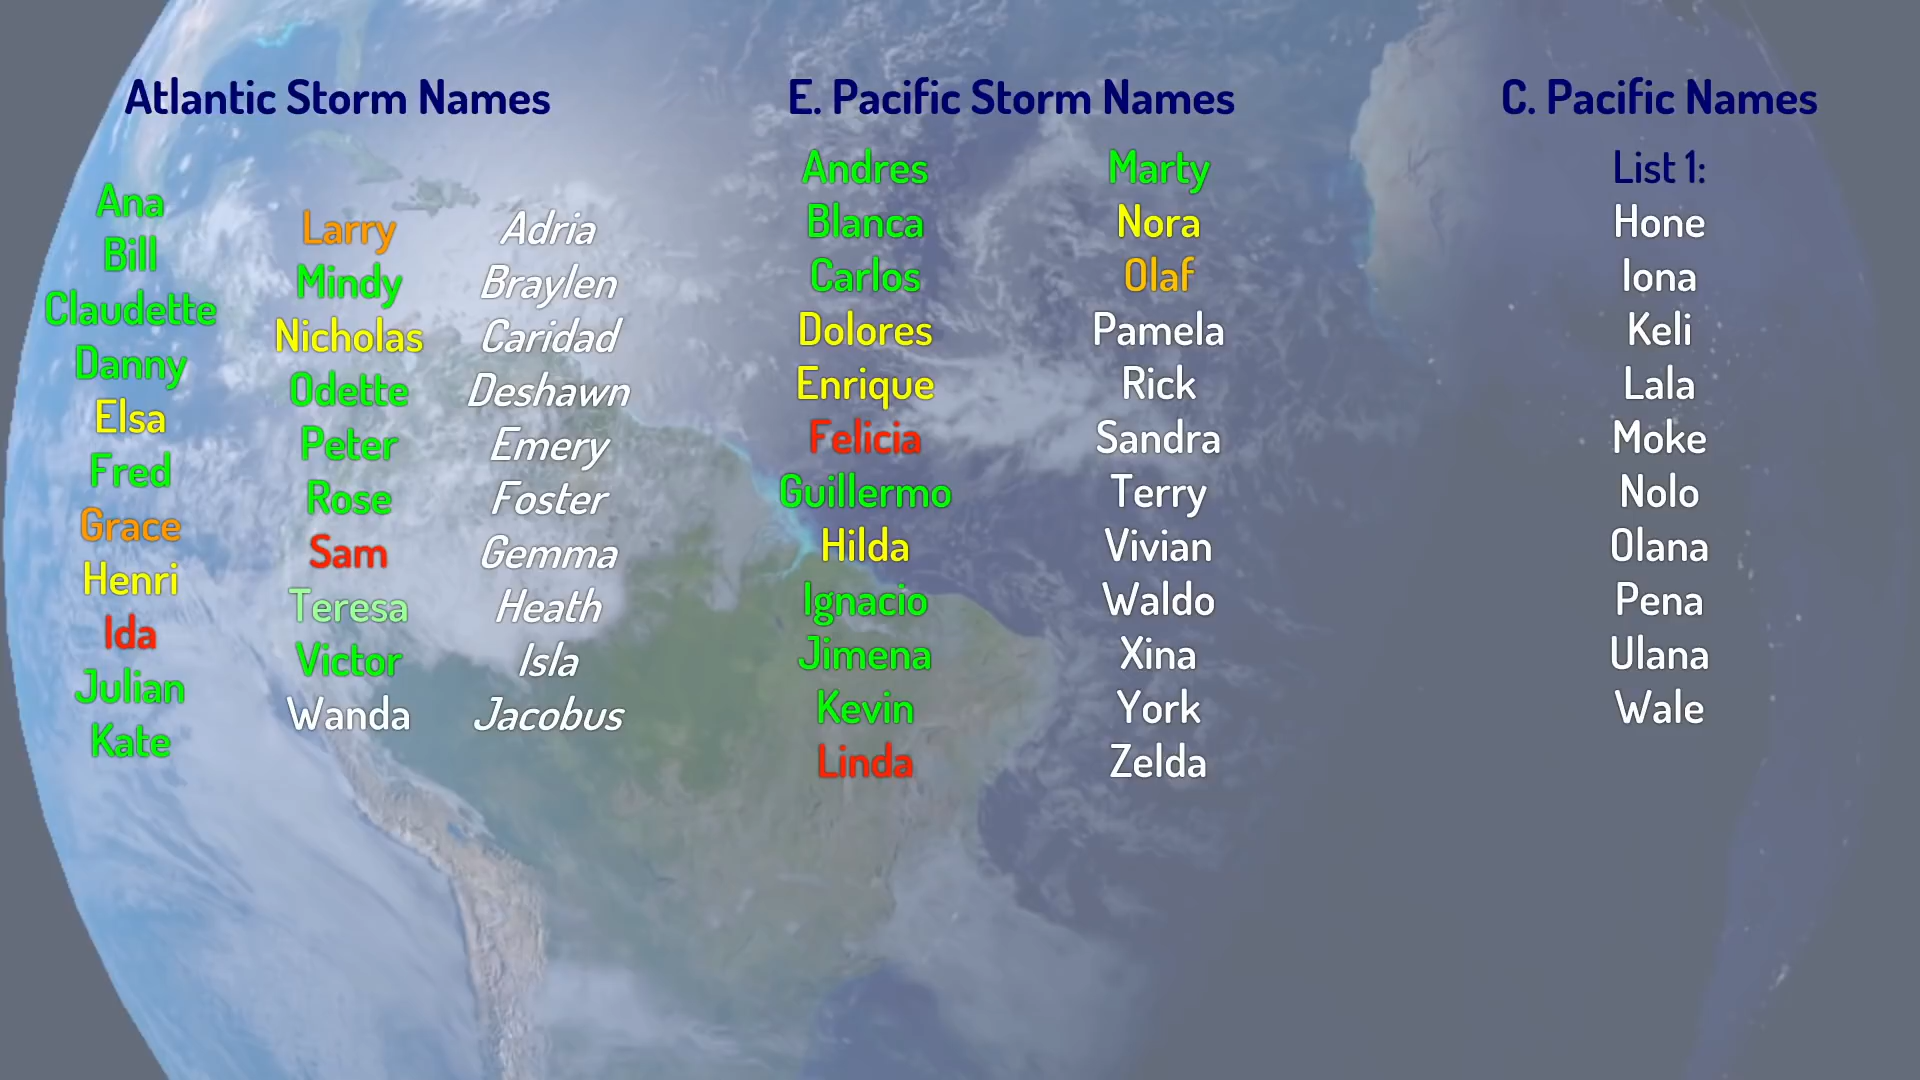 Atlantic Storm Names
Ana
Bill
Claudette
Danny
Elsa
Fred
Grace
Henri
Ida
Julian
Kate
Larry
Mindy
Nicholas
Odette
Peter
Rose
Sam
Teresa
Victor
Wanda
Adria
Braylen
Caridad
Deshawn
Emery
Foster
Gemma
Heath
Isla
Jacobus
E. Pacific Storm Names
Andres
Blanca
Carlos
Dolores
Enrique
Felicia
Guillermo
Hilda
Ignacio
Jimena
Kevin
Linda
Marty
Nora
Olaf
Pamela
Rick
Sandra
Terry
Vivian
Waldo
Xina
York
Zelda
C. Pacific Names
List 1:
Hone
Iona
Keli
Lala
Moke
Nolo
Olana
Pena
Ulana
Wale